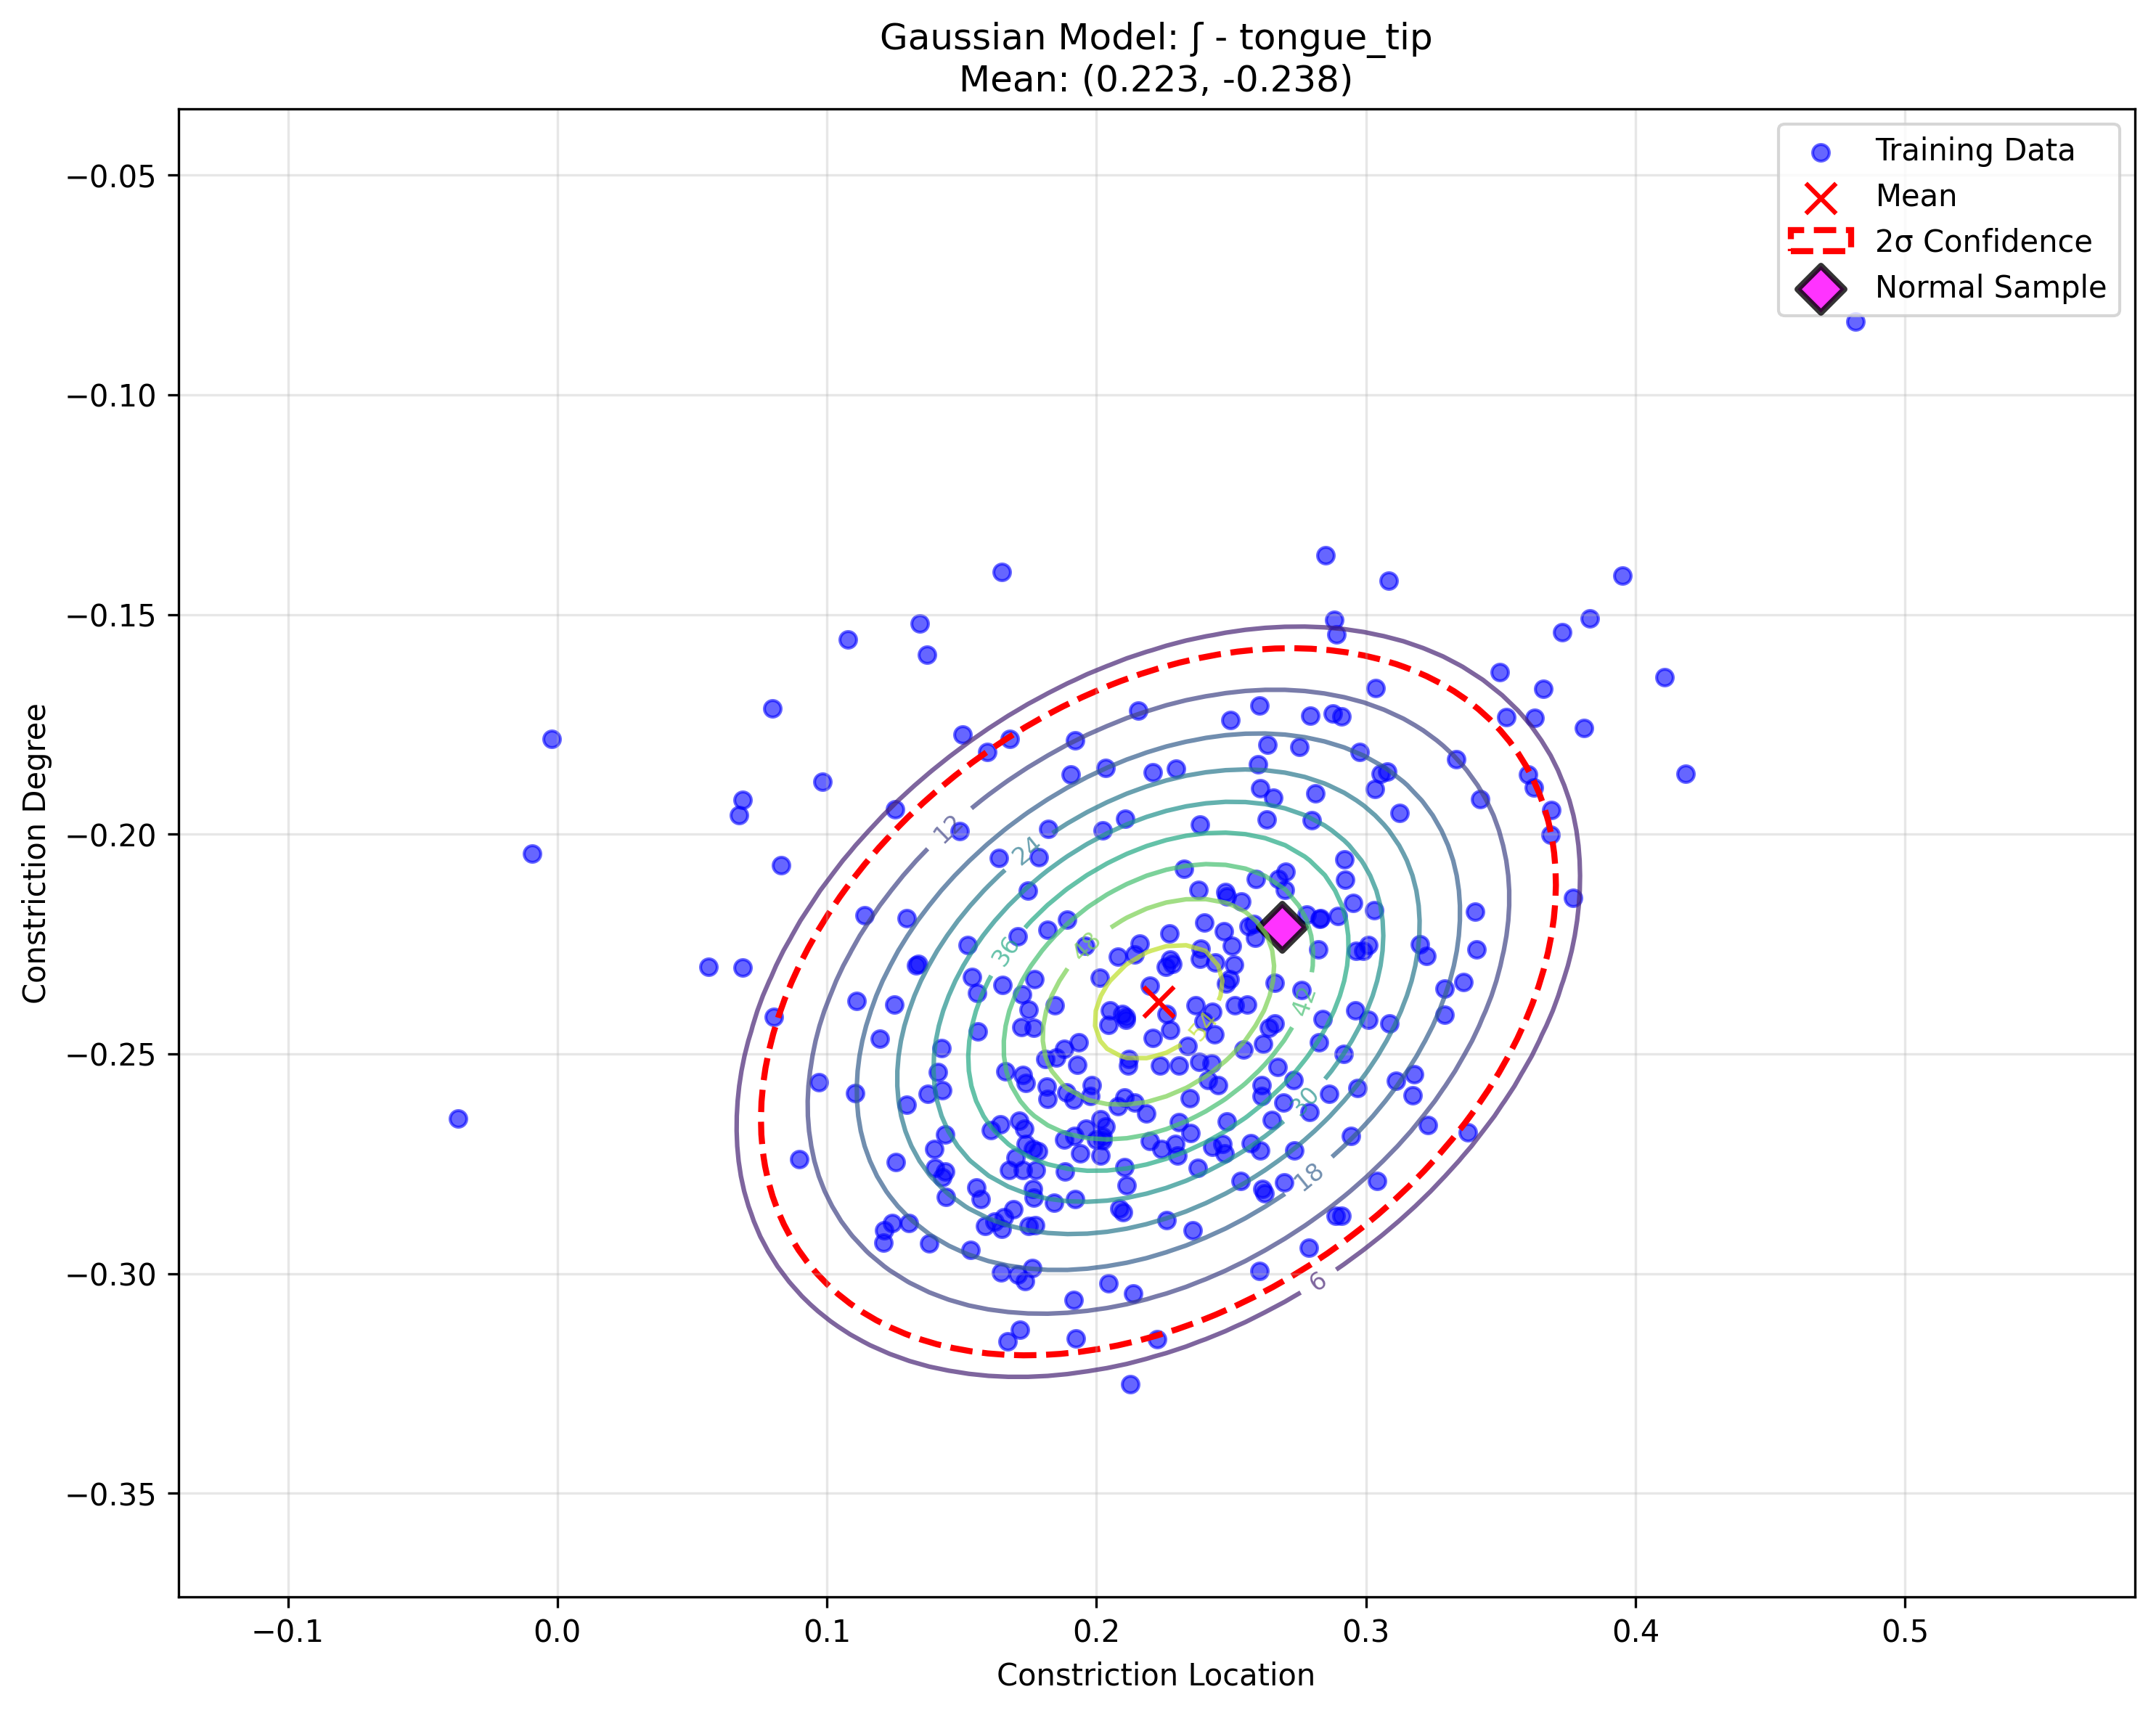 Gaussian Model: ʃ - tongue_tip
Mean: (0.223, -0.238)
Training Data
Mean
2σ Confidence
Normal Sample
Constriction Degree
−0.05
−0.10
−0.15
−0.20
−0.25
−0.30
−0.35
12
24
36
48
42
54
30
18
6
−0.1
0.0
0.1
0.2
0.3
0.4
0.5
Constriction Location